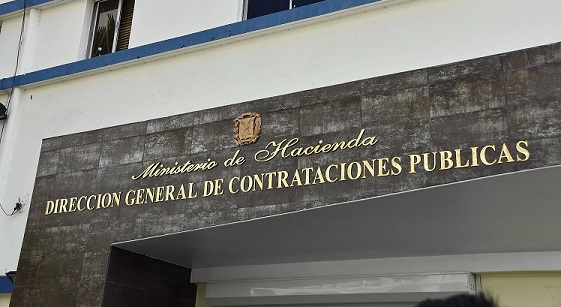 Ministerio de Hacienda
DIRECCION GENERAL DE CONTRATACIONES PUBLICAS